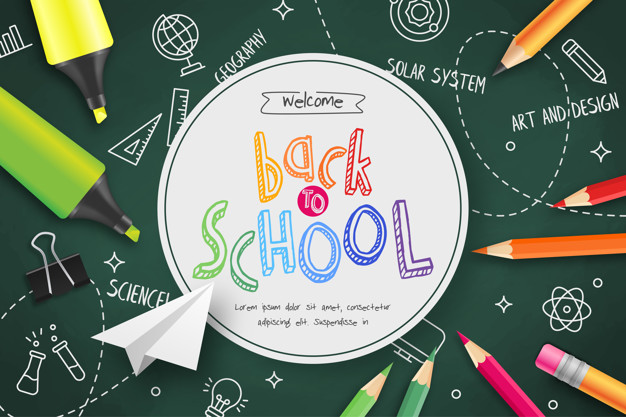 GEOGRAPHY
SOLAR SYSTEM
ART AND DESIGN
Welcome
back
TO
SCHOOL
SCIENCE!
Lorem ipsum dolor sit amet, consectetur
adipiscing elit. Suspendisse in